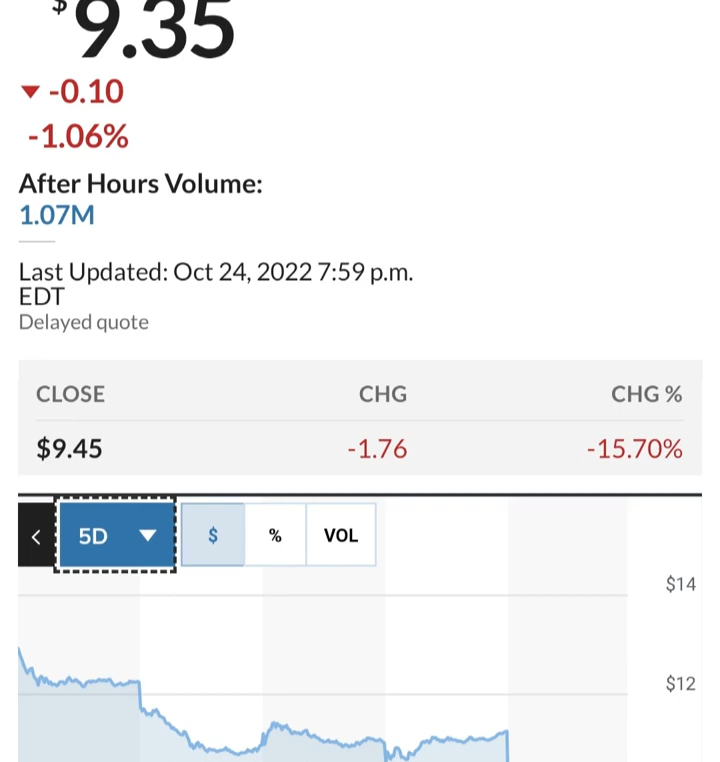 $9.35
-0.10
-1.06%
After Hours Volume:
1.07M
Last Updated: Oct 24, 2022 7:59 p.m.
EDT
Delayed quote
CLOSE CHG CHG %
$9.45 -1.76 -15.70%
5D $ % VOL
$14
$12